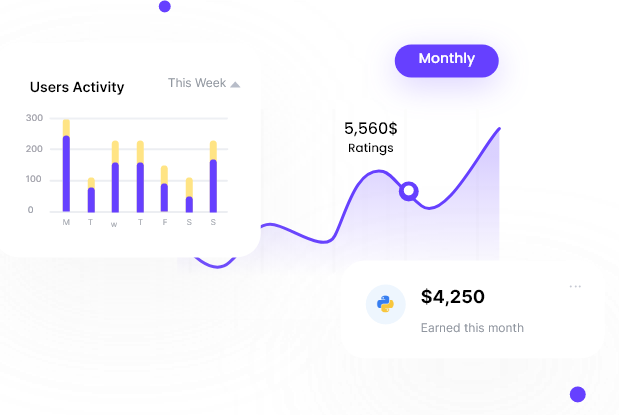 Monthly
Users Activity
This Week
300
200
100
0
M T w T F S S
5,560$
Ratings
$4,250
...
Earned this month